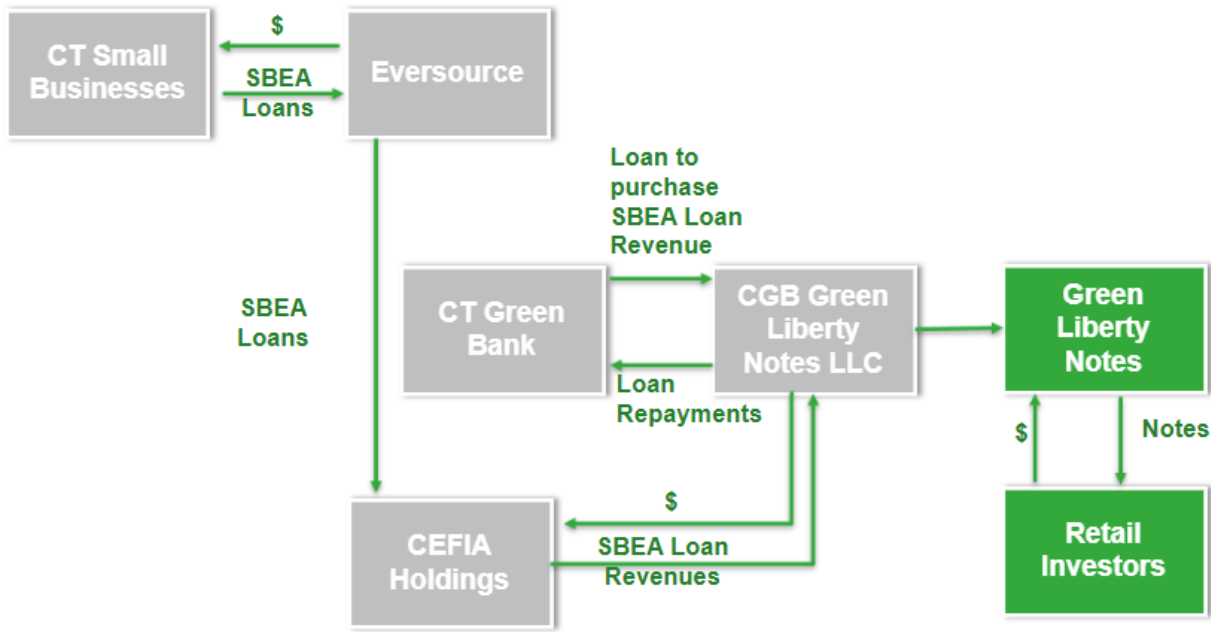 CT Small
Businesses
$
SBEA
Loans
Eversource
Loan to
purchase
SBEA Loan
Revenue
SBEA
Loans
CT Green
Bank
Loan
Repayments
CGB Green
Liberty
Notes LLC
Green
Liberty
Notes
$
Notes
CEFIA
Holdings
$
SBEA Loan
Revenues
Retail
Investors